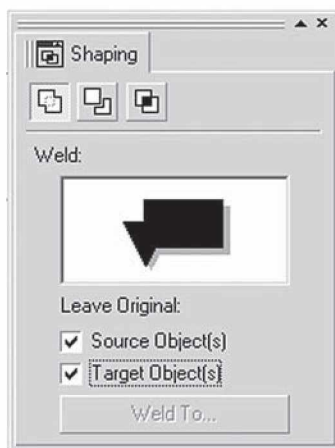 Shaping
Weld:
Leave Original:
Source Object(s)
Target Object(s)
Weld To...